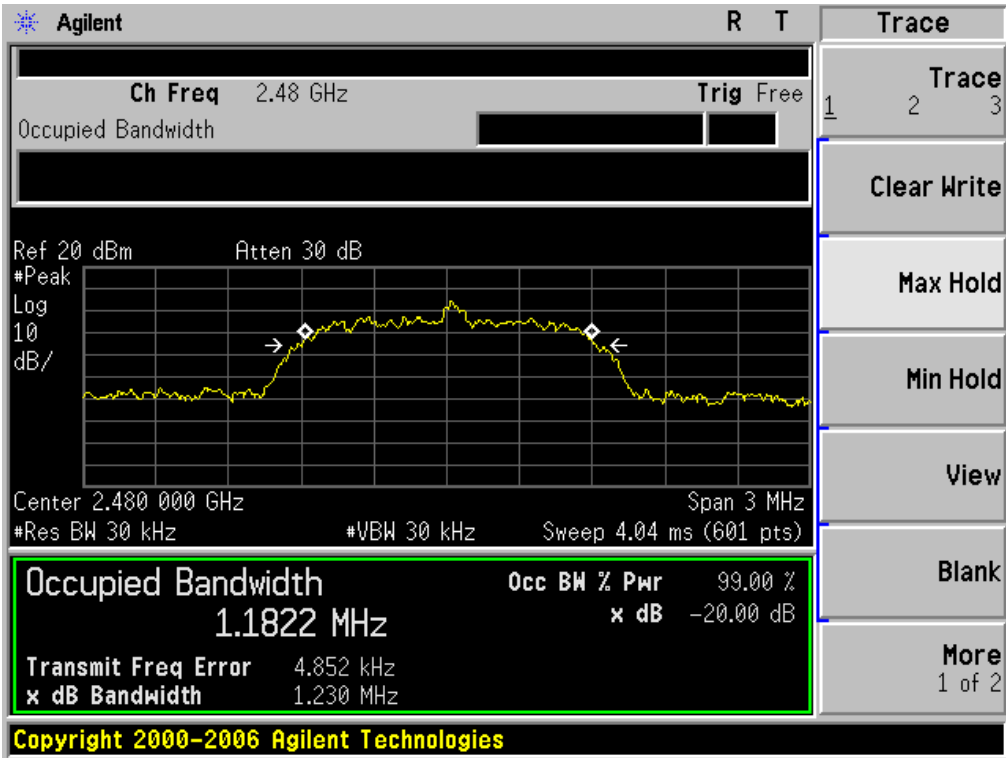 Agilent R T
Ch Freq 2.48 GHz Trig Free
Occupied Bandwidth
Ref 20 dBm Atten 30 dB
#Peak
Log
10
dB/
Center 2.480 000 GHz Span 3 MHz
#Res BW 30 kHz #VBW 30 kHz Sweep 4.04 ms (601 pts)
Occupied Bandwidth
1.1822 MHz
Occ BW % Pwr 99.00 %
x dB -20.00 dB
Transmit Freq Error 4.852 kHz
x dB Bandwidth 1.230 MHz
Copyright 2000-2006 Agilent Technologies
Trace
Trace
1 2 3
Clear Write
Max Hold
Min Hold
View
Blank
More
1 of 2